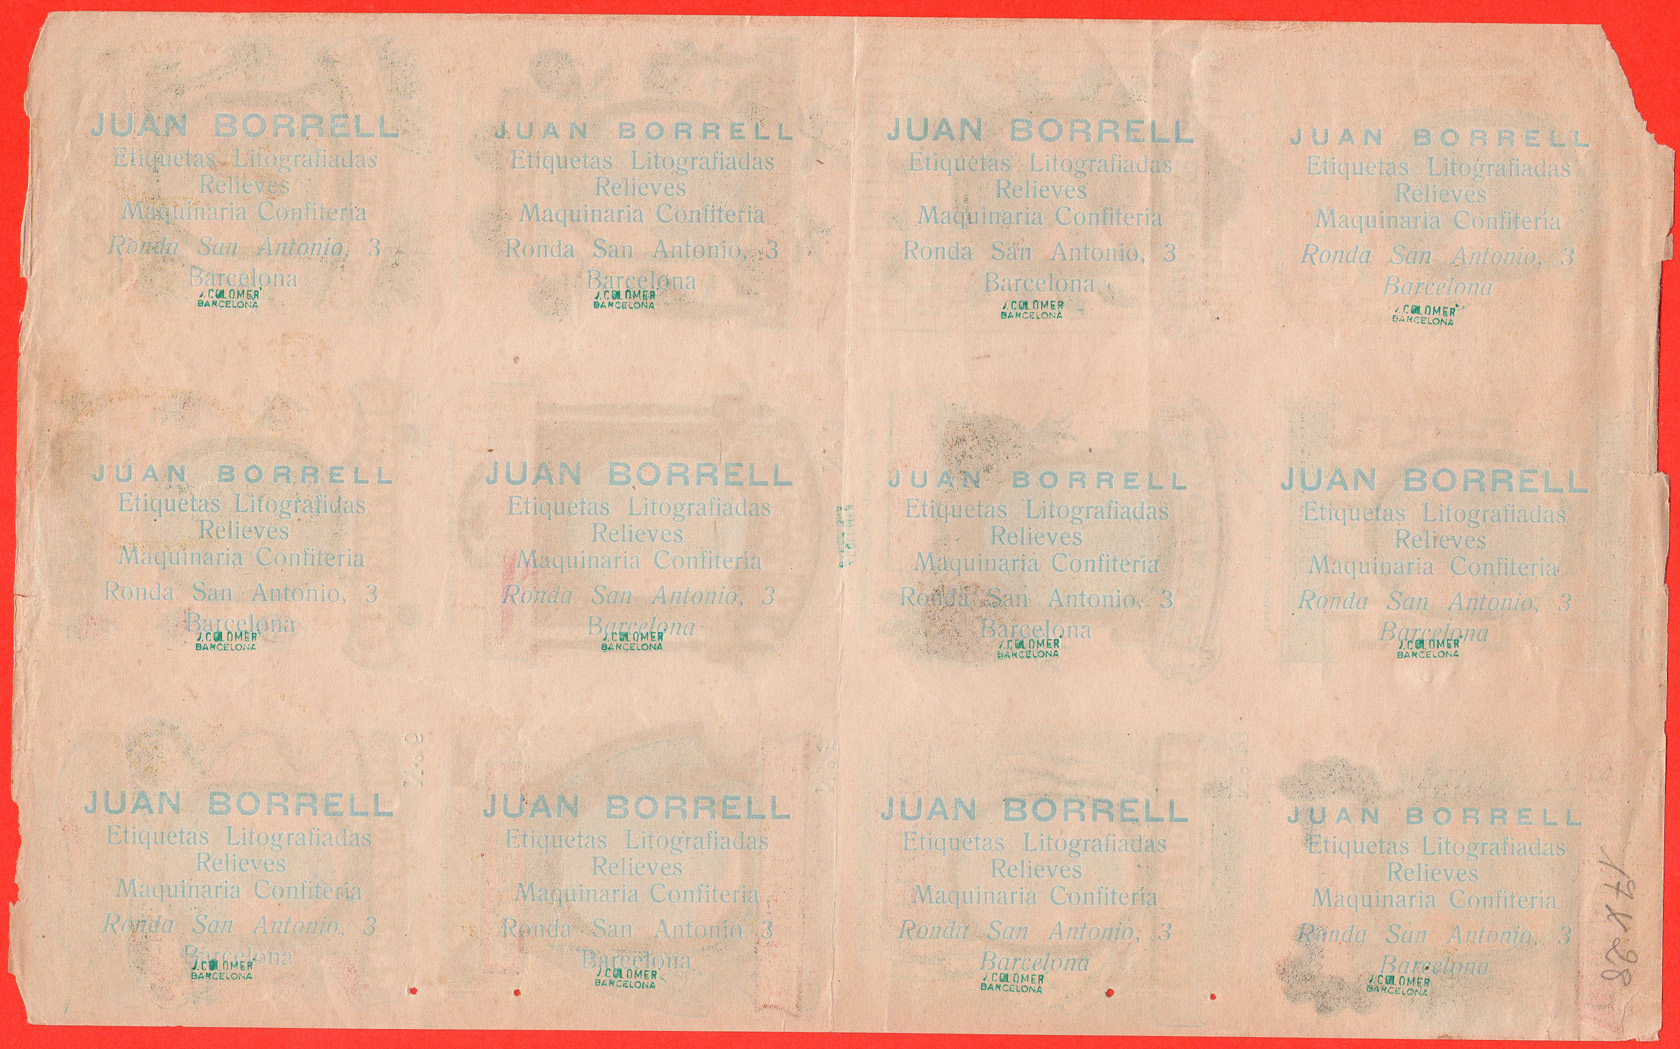 JUAN BORRELL
Etiquetas Litografiadas
Relieves
Maquinaria Confitería
Ronda San Antonio, 3
Barcelona
J. COLOMER
BARCELONA
JUAN BORRELL
Etiquetas Litografiadas
Relieves
Maquinaria Confitería
Ronda San Antonio, 3
Barcelona
J. COLOMER
BARCELONA
JUAN BORRELL
Etiquetas Litografiadas
Relieves
Maquinaria Confitería
Ronda San Antonio, 3
Barcelona
J. COLOMER
BARCELONA
JUAN BORRELL
Etiquetas Litografiadas
Relieves
Maquinaria Confitería
Ronda San Antonio, 3
Barcelona
J. COLOMER
BARCELONA
JUAN BORRELL
Etiquetas Litografidas
Relieves
Maquinaria Confitería
Ronda San Antonio, 3
Barcelona
J. COLOMER
BARCELONA
JUAN BORRELL
Etiquetas Litografiadas
Relieves
Maquinaria Confitería
Ronda San Antonio, 3
Barcelona
J. COLOMER
BARCELONA
JUAN BORRELL
Etiquetas Litografiadas
Relieves
Maquinaria Confitería
Ronda San Antonio, 3
Barcelona
J. COLOMER
BARCELONA
JUAN BORRELL
Etiquetas Litografiadas
Relieves
Maquinaria Confitería
Ronda San Antonio, 3
Barcelona
J. COLOMER
BARCELONA
JUAN BORRELL
Etiquetas Litografiadas
Relieves
Maquinaria Confitería
Ronda San Antonio, 3
Barcelona
J. COLOMER
BARCELONA
JUAN BORRELL
Etiquetas Litografiadas
Relieves
Maquinaria Confitería
Ronda San Antonio, 3
Barcelona
J. COLOMER
BARCELONA
JUAN BORRELL
Etiquetas Litografiadas
Relieves
Maquinaria Confitería
Ronda San Antonio, 3
Barcelona
J. COLOMER
BARCELONA
JUAN BORRELL
Etiquetas Litografiadas
Relieves
Maquinaria Confitería
Ronda San Antonio, 3
Barcelona
J. COLOMER
BARCELONA
17 x 28